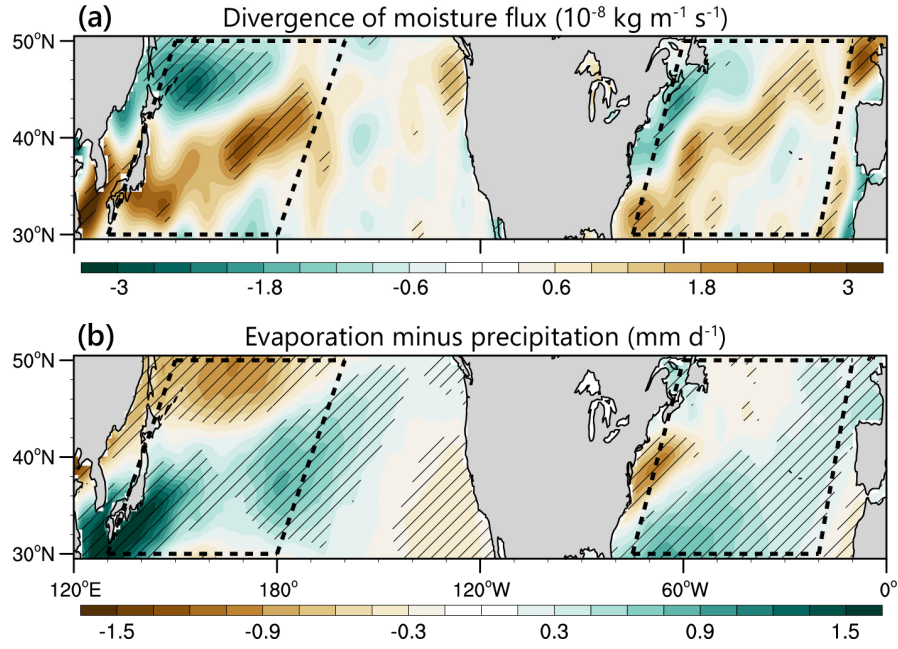 (a) Divergence of moisture flux (10⁻⁸ kg m⁻¹ s⁻¹)
50°N
40°N
30°N
-3 -1.8 -0.6 0.6 1.8 3
(b) Evaporation minus precipitation (mm d⁻¹)
50°N
40°N
30°N
120°E 180° 120°W 60°W 0°
-1.5 -0.9 -0.3 0.3 0.9 1.5